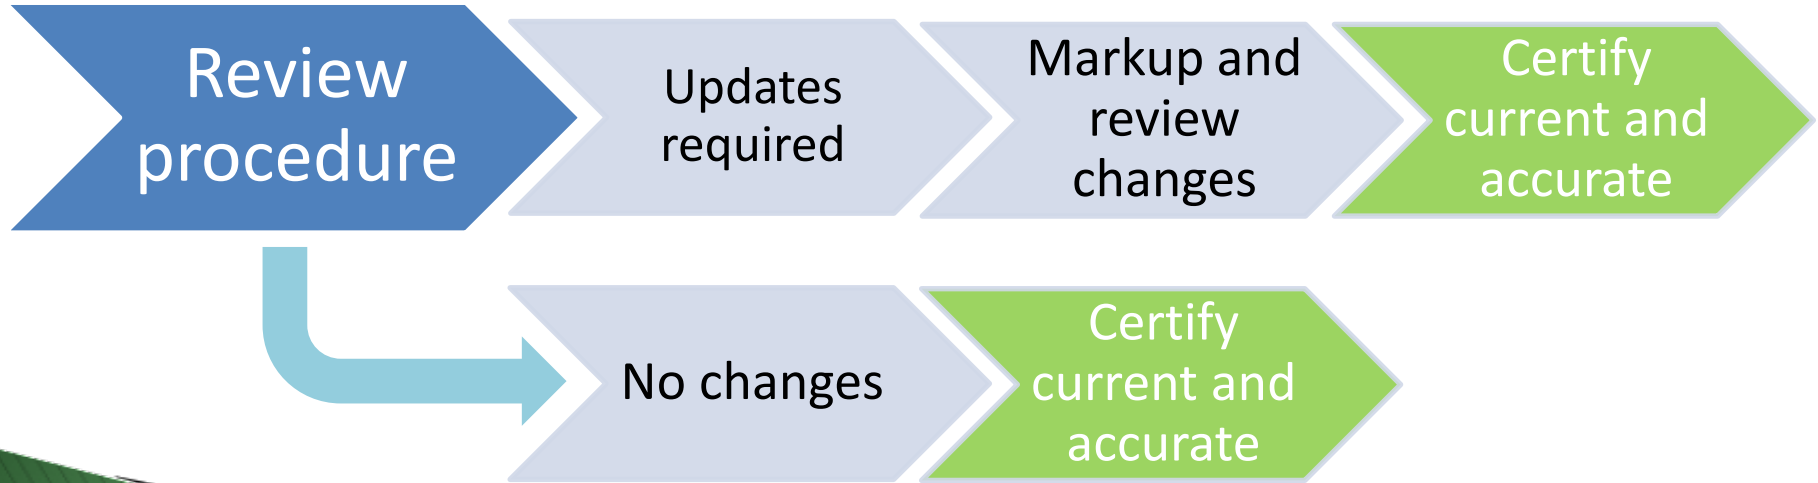 Review
procedure
Updates
required
Markup and
review
changes
Certify
current and
accurate
No changes
Certify
current and
accurate